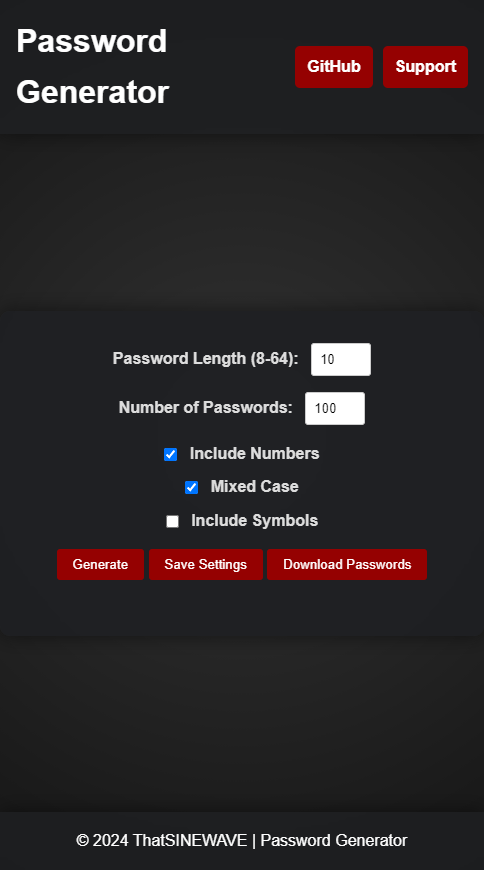 Password
Generator
GitHub
Support
Password Length (8-64): 10
Number of Passwords: 100
Include Numbers
Mixed Case
Include Symbols
Generate
Save Settings
Download Passwords
© 2024 ThatSINEWAVE | Password Generator